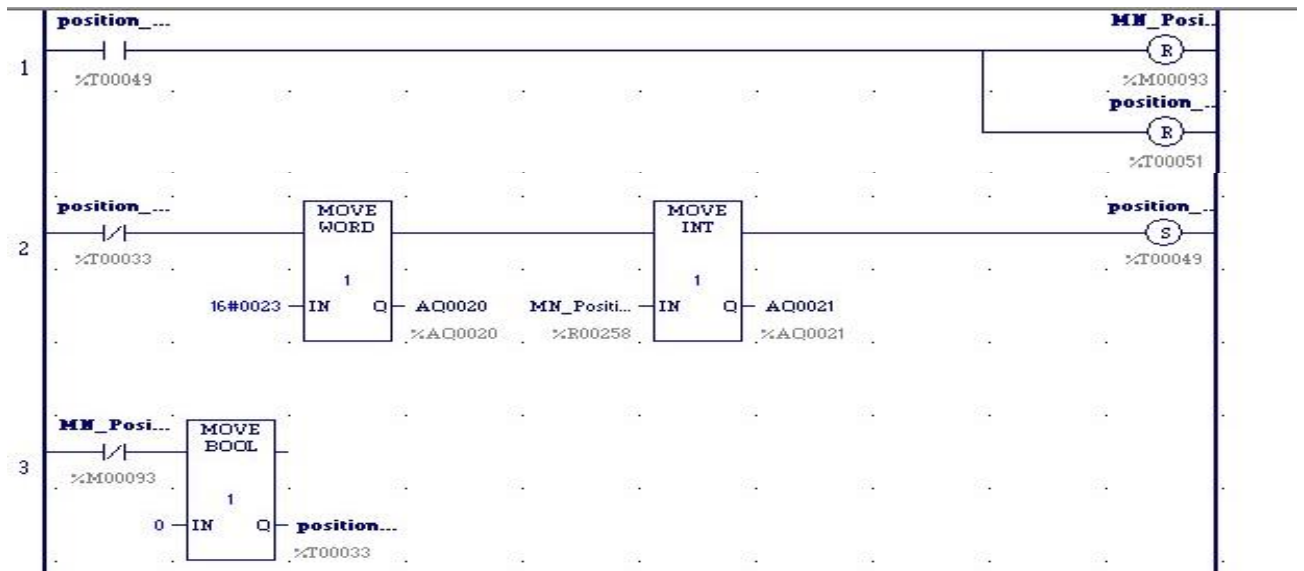 position_...
MN_Posi..
1
R
%T00049
%M00093
position_..
R
%T00051
position_...
MOVE
WORD
MOVE
INT
position_..
2
S
%T00033
%T00049
1
1
16#0023
IN
Q
AQ0020
MN_Positi...
IN
Q
AQ0021
%AQ0020
%R00258
%AQ0021
MN_Posi...
MOVE
BOOL
3
%M00093
1
0
IN
Q
position...
%T00033